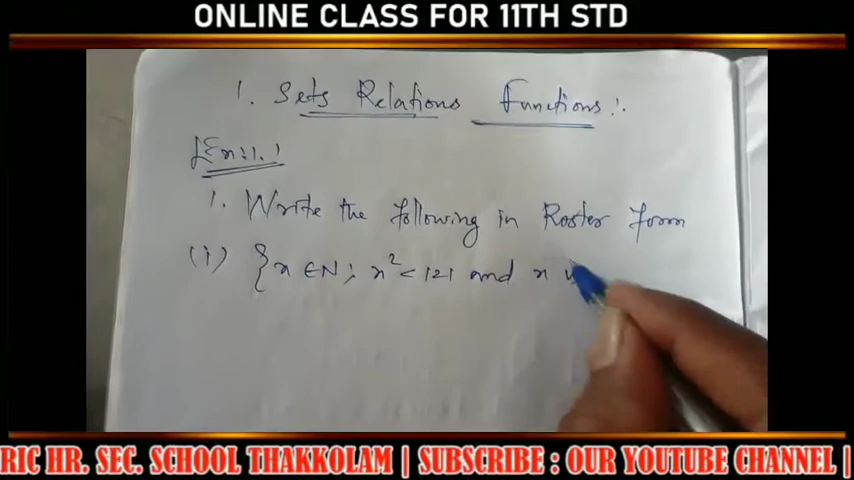 ONLINE CLASS FOR 11TH STD
1. Sets Relations Functions:.
Ex:1.1
1. Write the following in Roster form
(i) {x ∈N; x² < 121 and x
RIC HR. SEC. SCHOOL THAKKOLAM | SUBSCRIBE : OUR YOUTUBE CHANNEL |